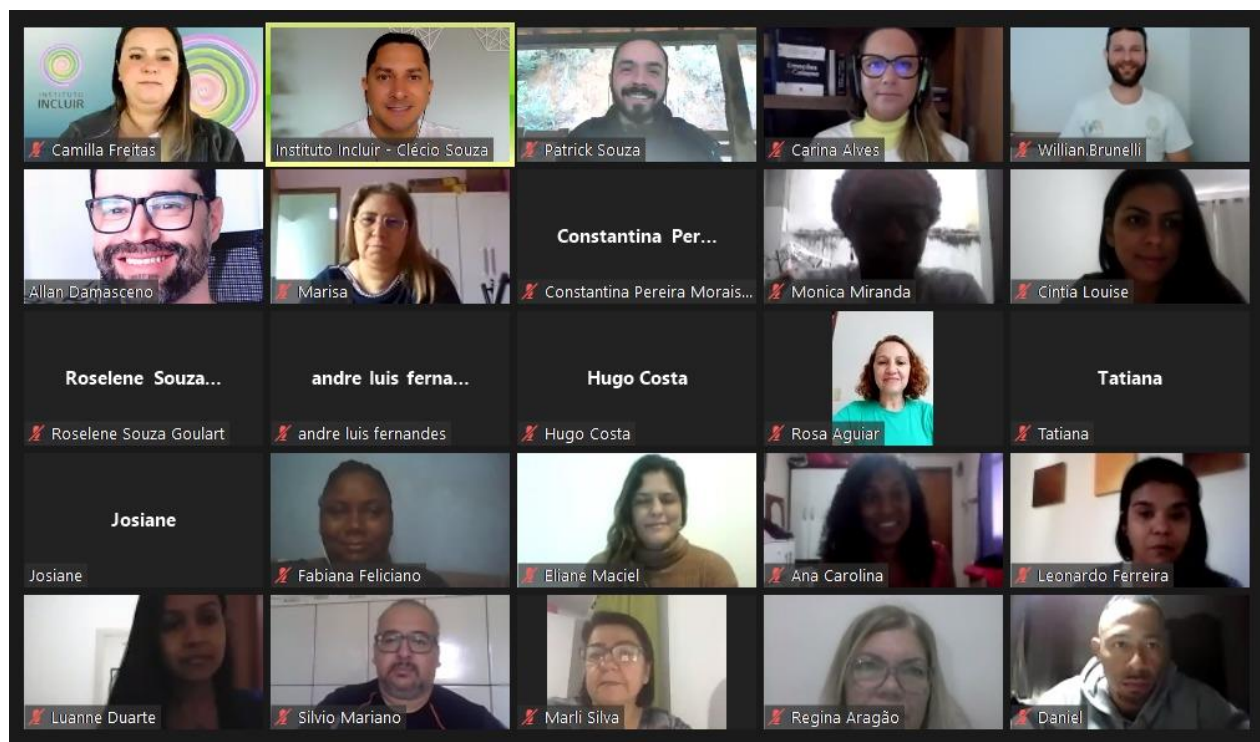 INSTITUTO
INCLUIR
Camilla Freitas
Instituto Incluir - Clécio Souza
Patrick Souza
Carina Alves
Willian.Brunelli
Allan Damasceno
Marisa
Constantina Per...
Constantina Pereira Morais...
Monica Miranda
Cíntia Louise
Roselene Souza...
Roselene Souza Goulart
andre luis ferna...
andre luis fernandes
Hugo Costa
Hugo Costa
Rosa Aguiar
Tatiana
Tatiana
Josiane
Josiane
Fabiana Feliciano
Eliane Maciel
Ana Carolina
Leonardo Ferreira
Luanne Duarte
Silvio Mariano
Marli Silva
Regina Aragão
Daniel